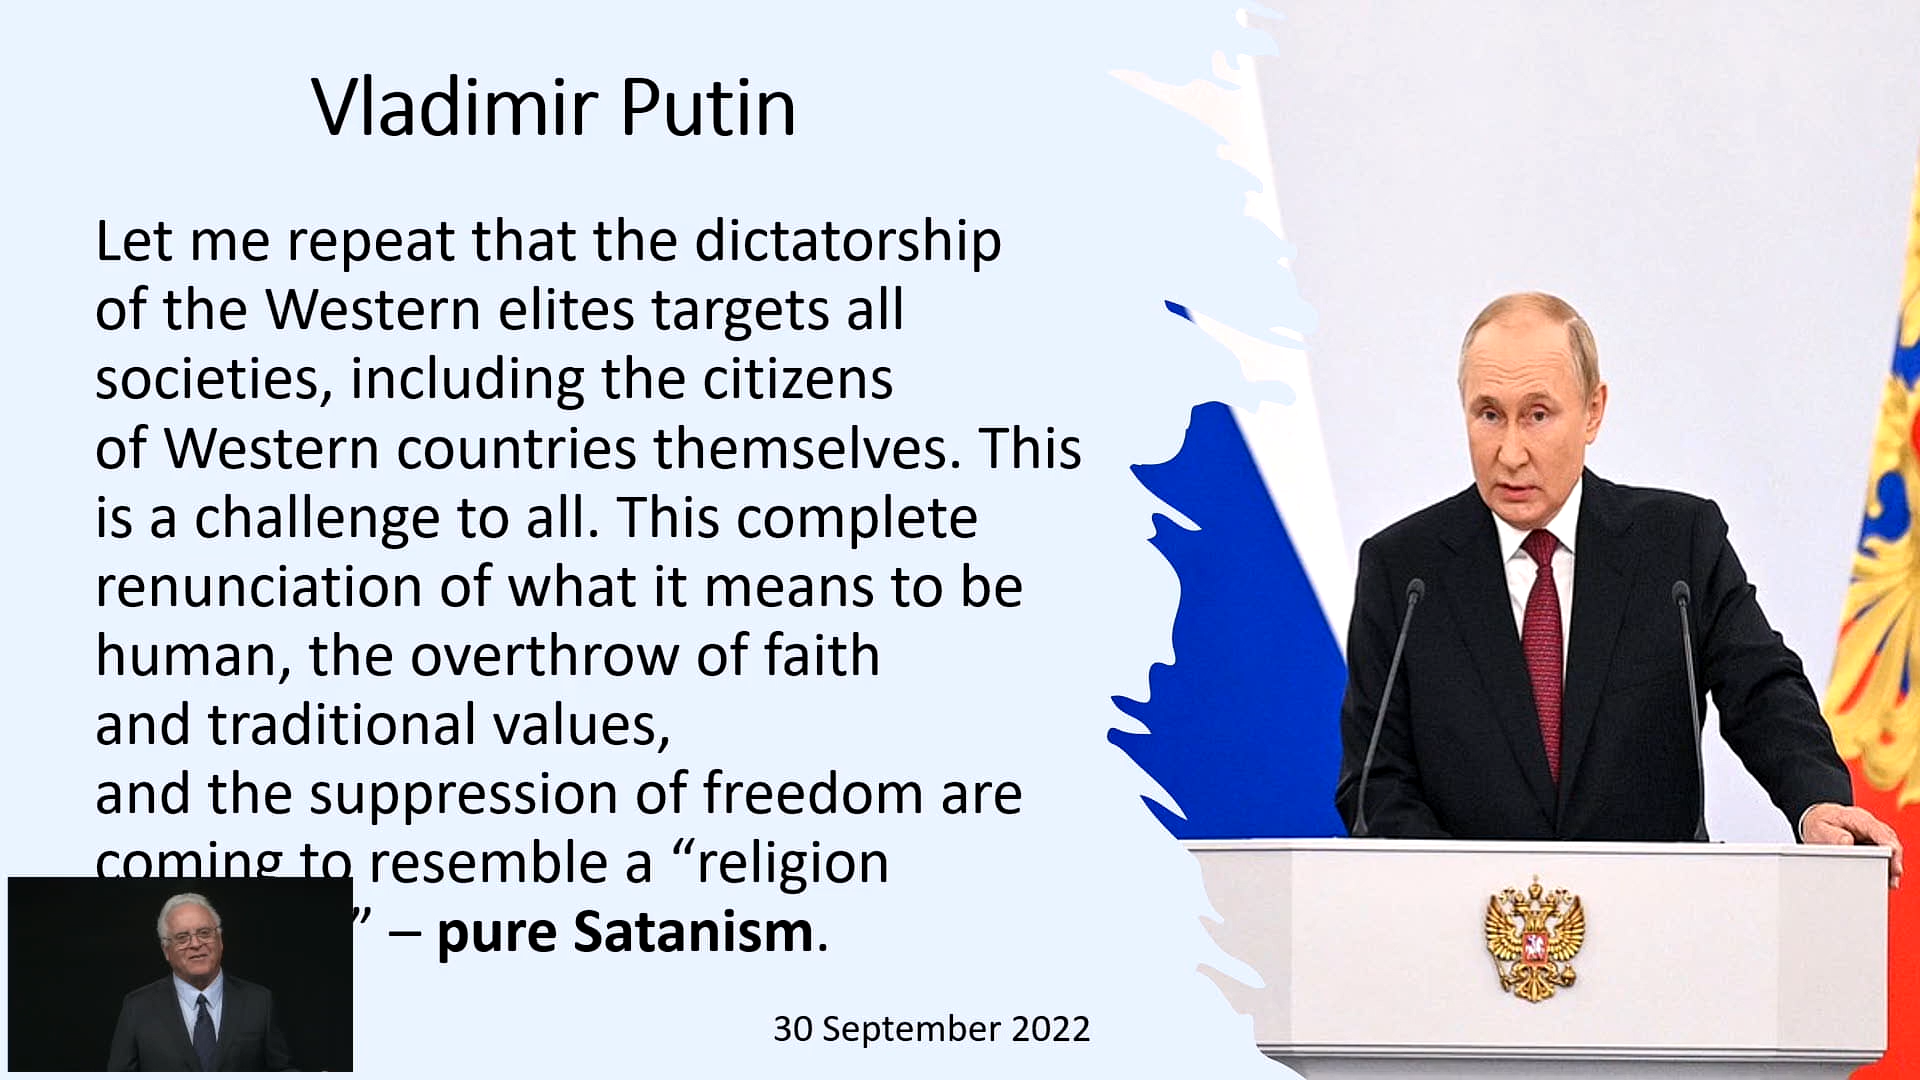 Vladimir Putin
Let me repeat that the dictatorship
of the Western elites targets all
societies, including the citizens
of Western countries themselves. This
is a challenge to all. This complete
renunciation of what it means to be
human, the overthrow of faith
and traditional values,
and the suppression of freedom are
coming to resemble a “religion
” – pure Satanism.
30 September 2022